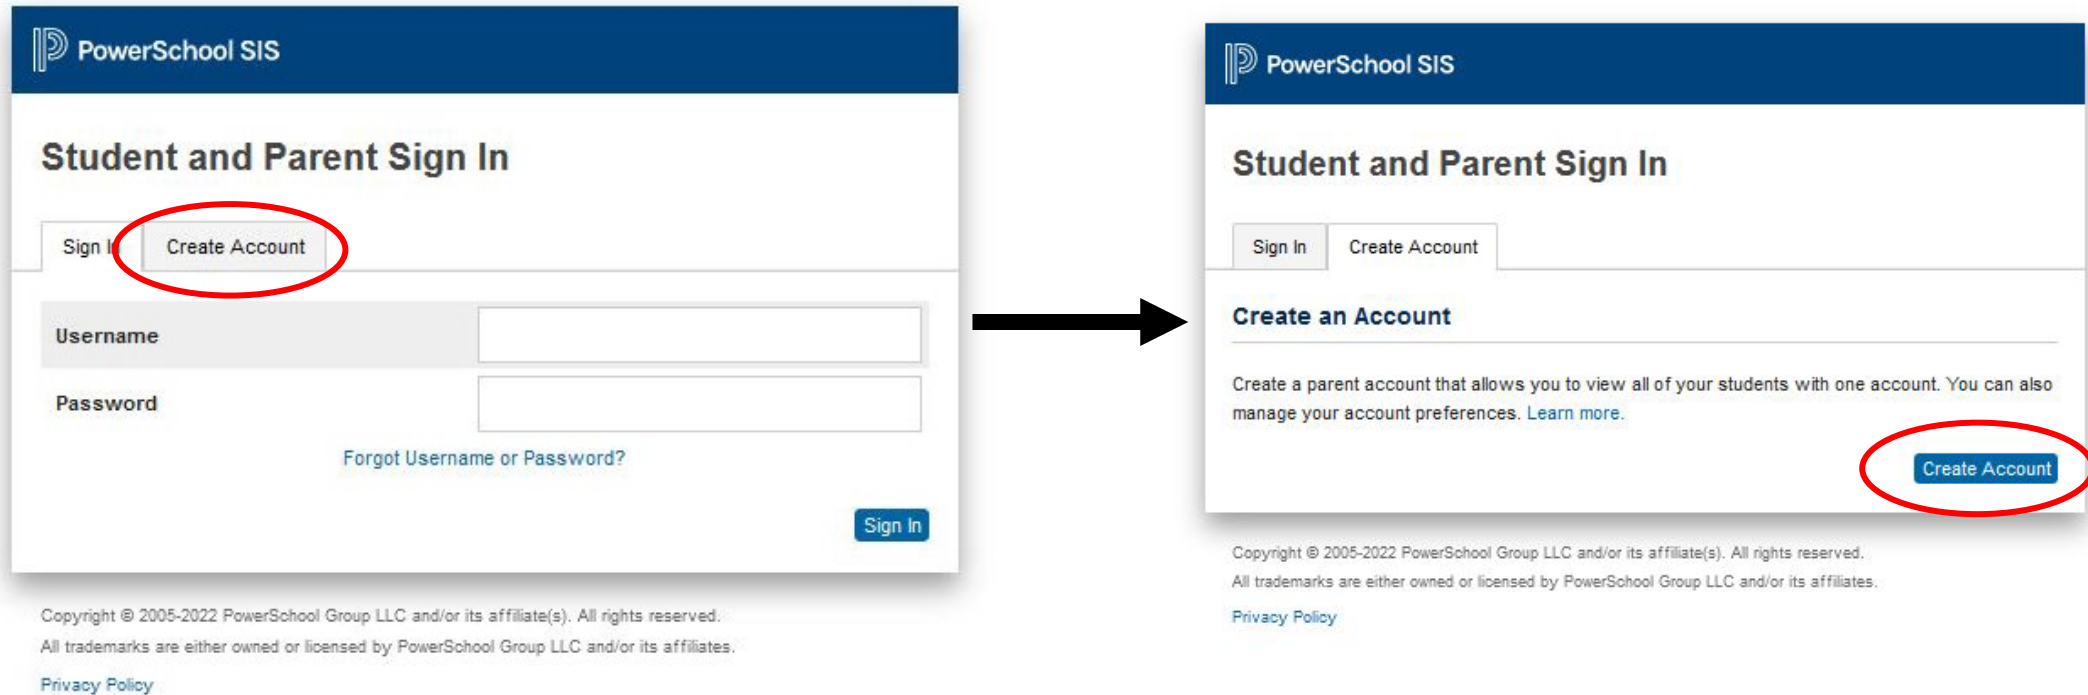 PowerSchool SIS
Student and Parent Sign In
Sign In Create Account
Username
Password
Forgot Username or Password?
Sign In
Copyright © 2005-2022 PowerSchool Group LLC and/or its affiliate(s). All rights reserved.
All trademarks are either owned or licensed by PowerSchool Group LLC and/or its affiliates.
Privacy Policy
PowerSchool SIS
Student and Parent Sign In
Sign In Create Account
Create an Account
Create a parent account that allows you to view all of your students with one account. You can also
manage your account preferences. Learn more.
Create Account
Copyright © 2005-2022 PowerSchool Group LLC and/or its affiliate(s). All rights reserved.
All trademarks are either owned or licensed by PowerSchool Group LLC and/or its affiliates.
Privacy Policy